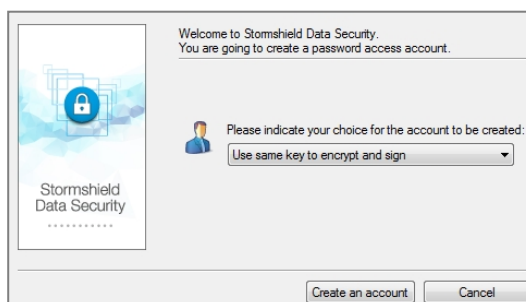 Welcome to Stormshield Data Security.
You are going to create a password access account.
Please indicate your choice for the account to be created:
Use same key to encrypt and sign
Stormshield
Data Security
Create an account
Cancel